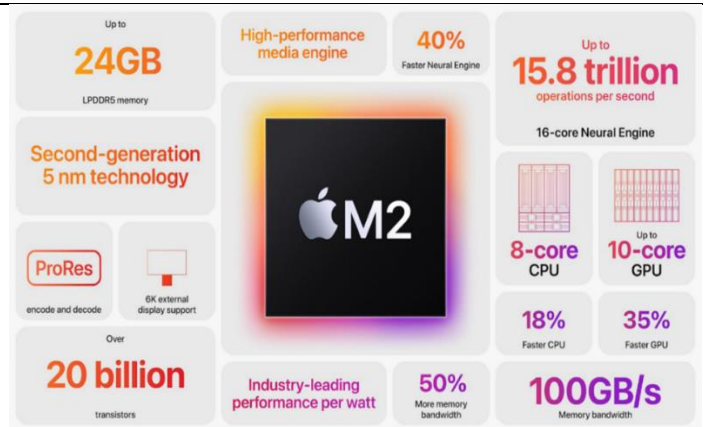 Up to
24GB
LPDDR5 memory
High-performance
media engine
40%
Faster Neural Engine
Up to
15.8 trillion
operations per second
16-core Neural Engine
Second-generation
5 nm technology
M2
8-core
CPU
Up to
10-core
GPU
ProRes
encode and decode
6K external
display support
18%
Faster CPU
35%
Faster GPU
Over
20 billion
transistors
Industry-leading
performance per watt
50%
More memory
bandwidth
100GB/s
Memory bandwidth